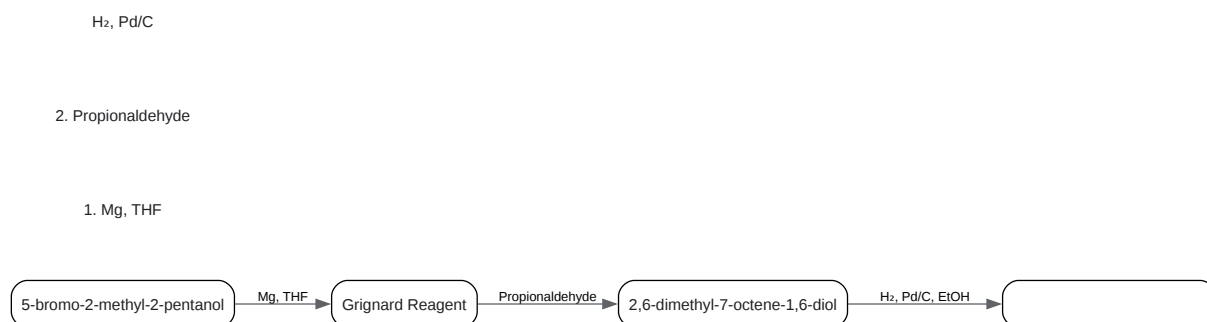 H₂, Pd/C
2. Propionaldehyde
1. Mg, THF
5-bromo-2-methyl-2-pentanol
Mg, THF
Grignard Reagent
Propionaldehyde
2,6-dimethyl-7-octene-1,6-diol
H₂, Pd/C, EtOH